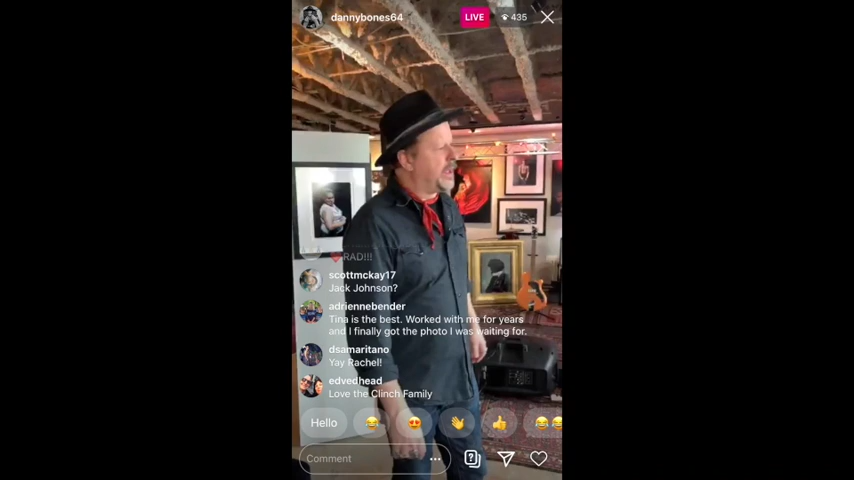 dannybones64
LIVE
435
RAD!!!
scottmckay17
Jack Johnson?
adriennebender
Tina is the best. Worked with me for years
and I finally got the photo I was waiting for.
dsamaritano
Yay Rachel!
edvedhead
Love the Clinch Family
Hello
Comment